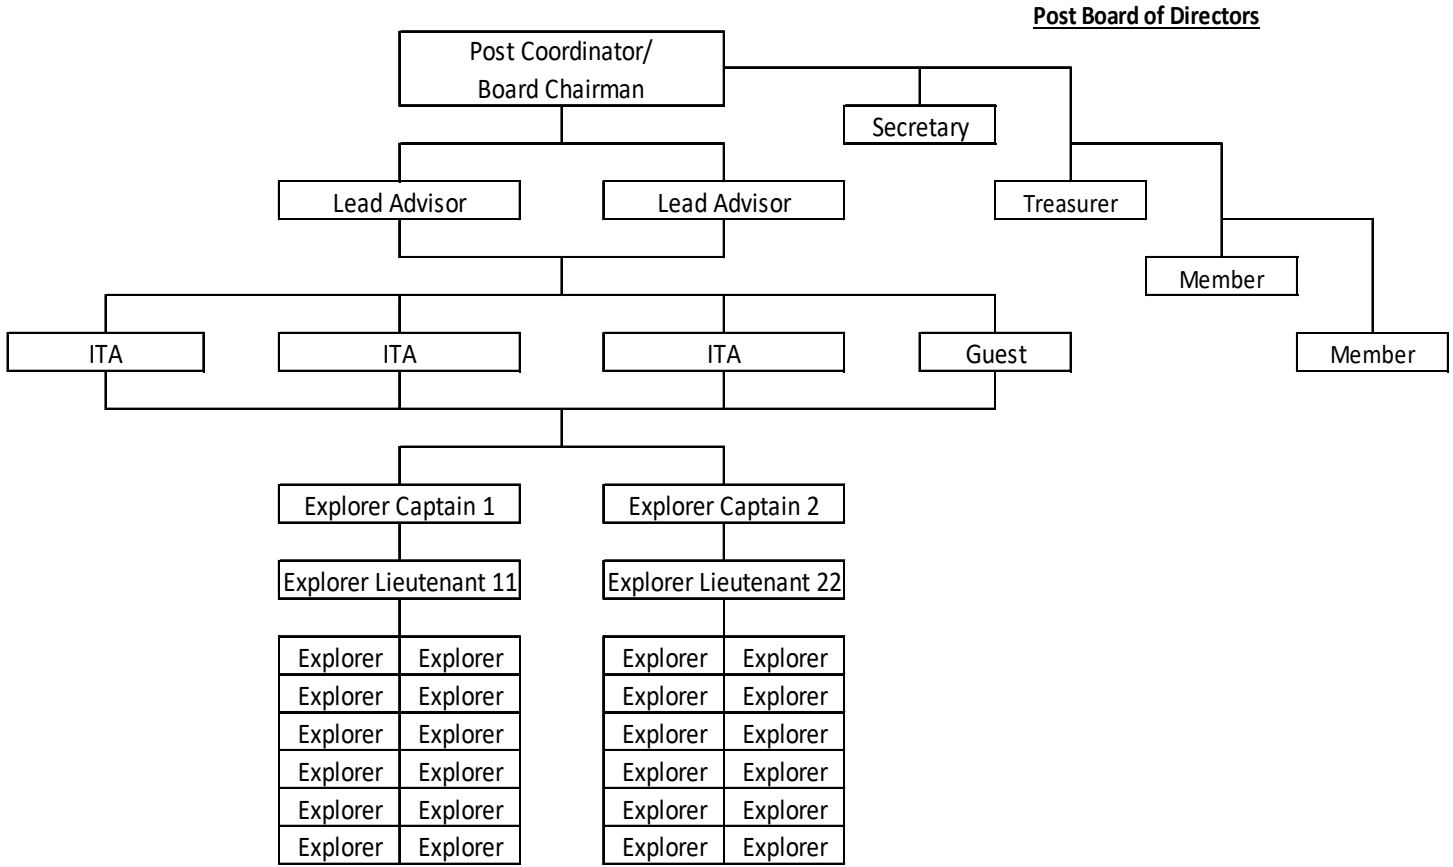 Post Board of Directors
Post Coordinator/
Board Chairman
Secretary
Lead Advisor
Lead Advisor
Treasurer
Member
ITA
ITA
ITA
Guest
Member
Explorer Captain 1
Explorer Captain 2
Explorer Lieutenant 11
Explorer Lieutenant 22
Explorer Explorer Explorer Explorer
Explorer Explorer Explorer Explorer
Explorer Explorer Explorer Explorer
Explorer Explorer Explorer Explorer
Explorer Explorer Explorer Explorer
Explorer Explorer Explorer Explorer